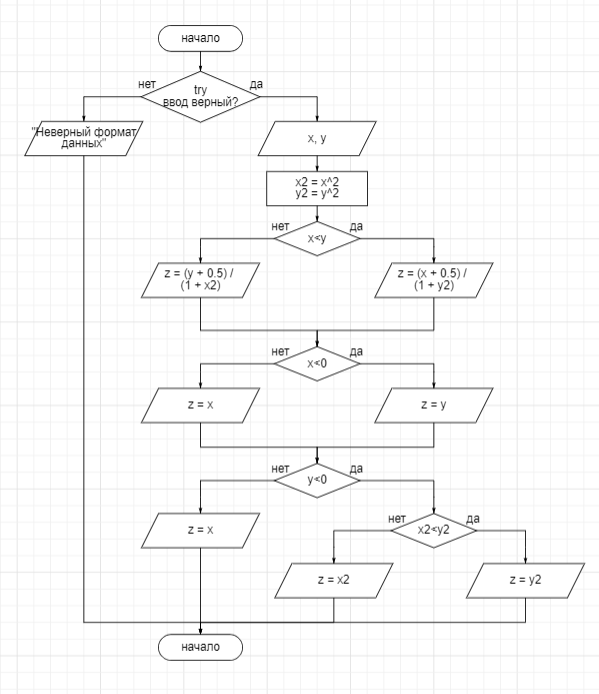 начало
нет
да
try
ввод верный?
"Неверный формат
данных"
x, y
x2 = x^2
y2 = y^2
нет
да
x<y
z = (y + 0.5) /
(1 + x2)
z = (x + 0.5) /
(1 + y2)
нет
да
x<0
z = x
z = y
нет
да
y<0
z = x
нет
да
x2<y2
z = x2
z = y2
начало